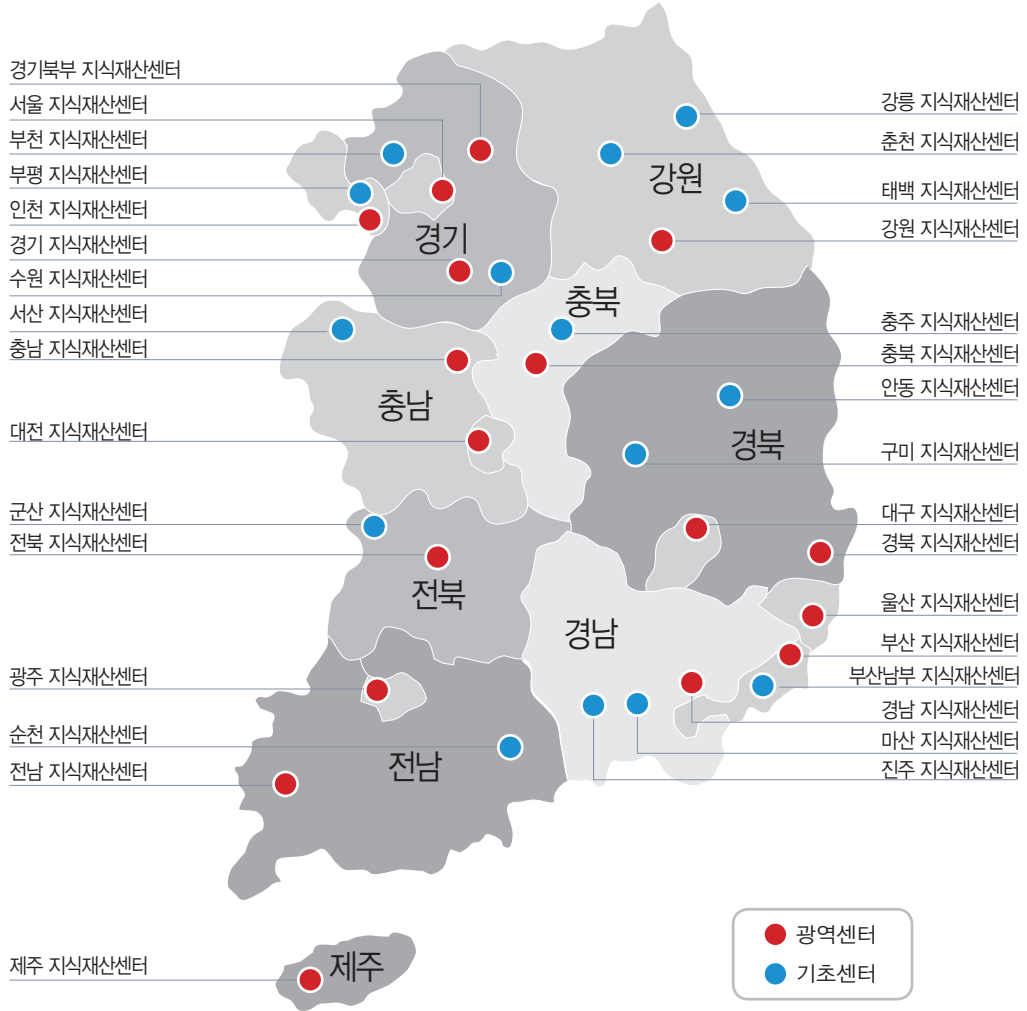 경기북부 지식재산센터
서울 지식재산센터
부천 지식재산센터
부평 지식재산센터
인천 지식재산센터
경기 지식재산센터
수원 지식재산센터
서산 지식재산센터
충남 지식재산센터
대전 지식재산센터
군산 지식재산센터
전북 지식재산센터
광주 지식재산센터
순천 지식재산센터
전남 지식재산센터
제주 지식재산센터
강원
경기
충북
충남
경북
전북
경남
전남
제주
강릉 지식재산센터
춘천 지식재산센터
태백 지식재산센터
강원 지식재산센터
충주 지식재산센터
충북 지식재산센터
안동 지식재산센터
구미 지식재산센터
대구 지식재산센터
경북 지식재산센터
울산 지식재산센터
부산 지식재산센터
부산남부 지식재산센터
경남 지식재산센터
마산 지식재산센터
진주 지식재산센터
광역센터
기초센터